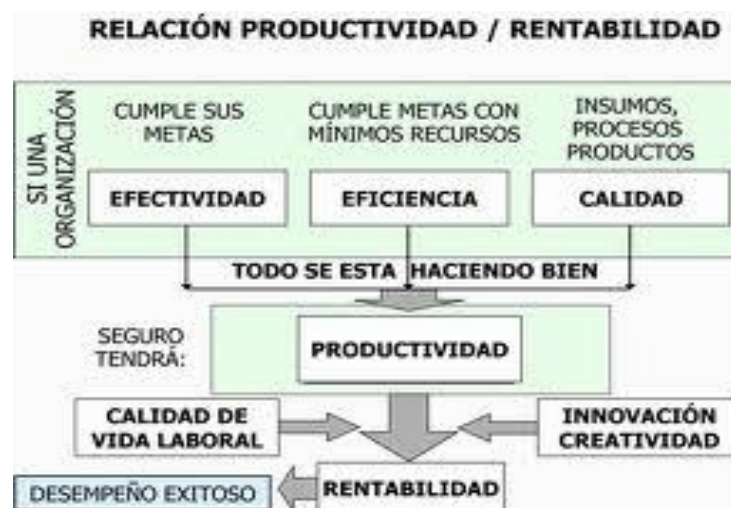 RELACIÓN PRODUCTIVIDAD / RENTABILIDAD
SI UNA
ORGANIZACIÓN
CUMPLE SUS
METAS
EFECTIVIDAD
CUMPLE METAS CON
MÍNIMOS RECURSOS
EFICIENCIA
INSUMOS,
PROCESOS
PRODUCTOS
CALIDAD
TODO SE ESTA HACIENDO BIEN
SEGURO
TENDRÁ:
PRODUCTIVIDAD
CALIDAD DE
VIDA LABORAL
INNOVACIÓN
CREATIVIDAD
RENTABILIDAD
DESEMPEÑO EXITOSO